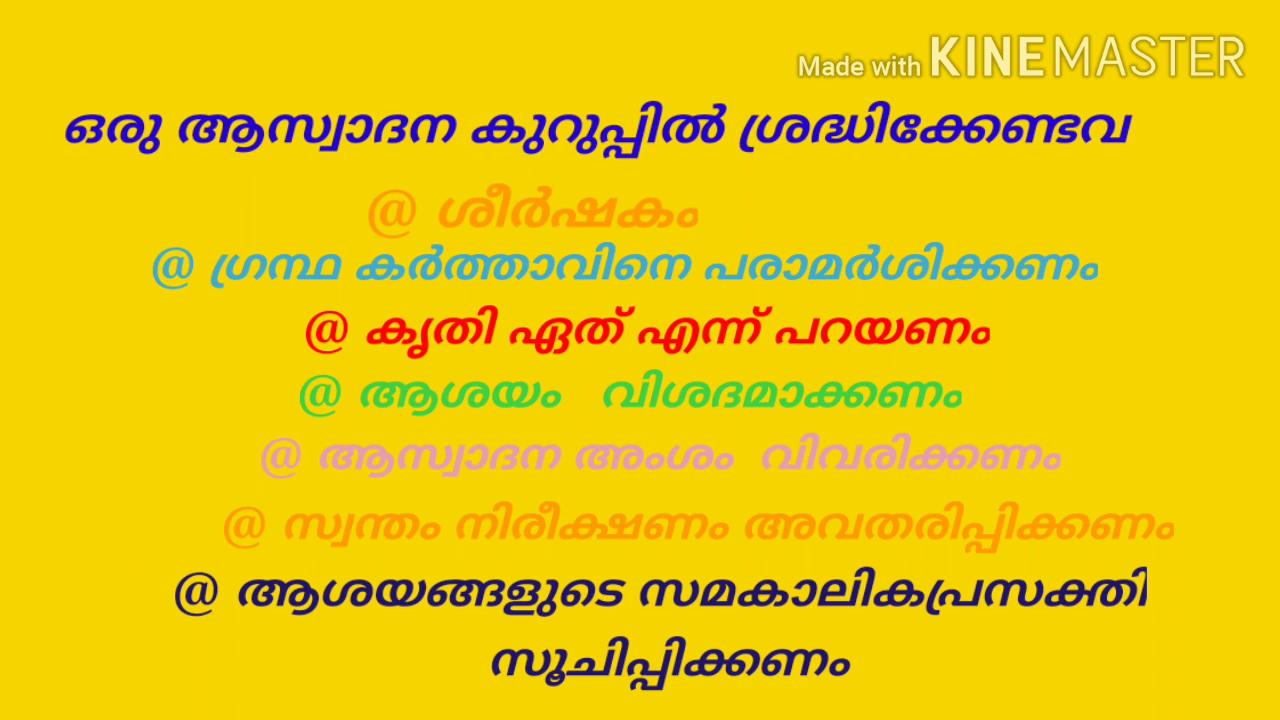 Made with KINEMASTER
ഒരു ആസ്വാദന കുറുപ്പിൽ ശ്രദ്ധിക്കേണ്ടവ
@ ശീർഷകം
@ ഗ്രന്ഥ കർത്താവിനെ പരാമർശിക്കണം
@ കൃതി ഏത് എന്ന് പറയണം
@ ആശയം വിശദമാക്കണം
@ ആസ്വാദന അംശം വിവരിക്കണം
@ സ്വന്തം നിരീക്ഷണം അവതരിപ്പിക്കണം
@ ആശയങ്ങളുടെ സമകാലികപ്രസക്തി
സൂചിപ്പിക്കണം